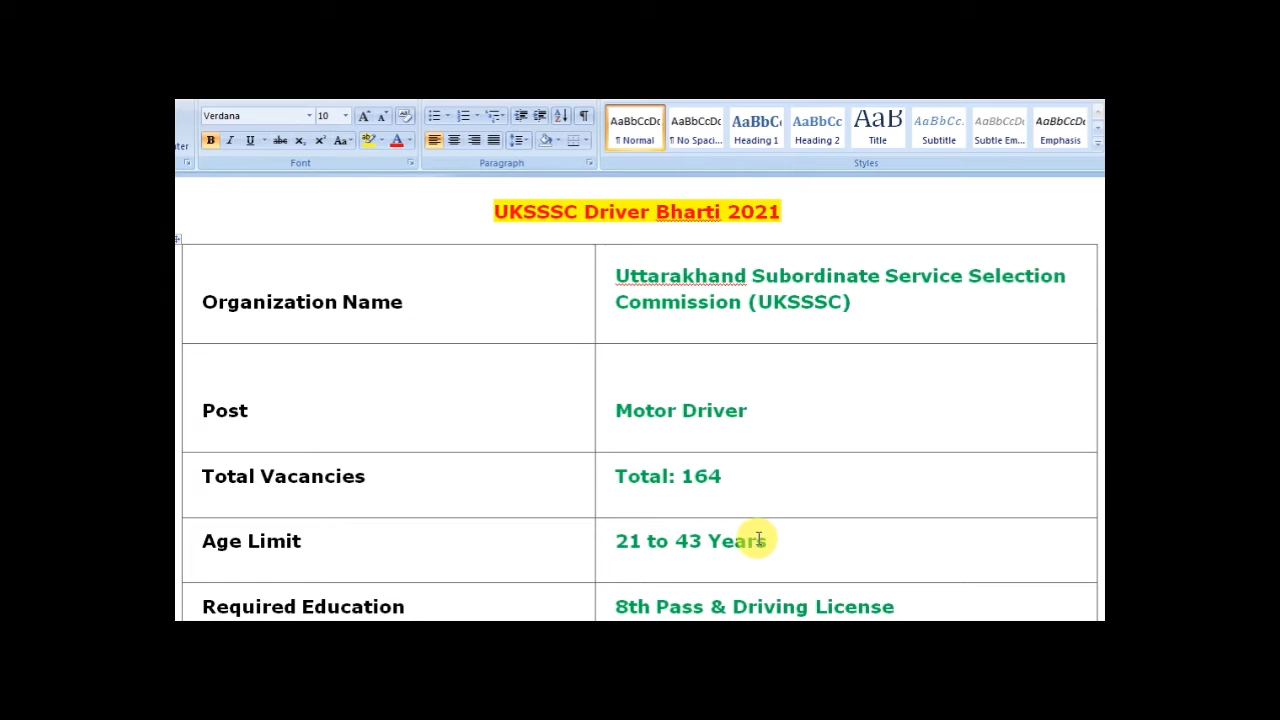 Verdana 10
ter
Font
Paragraph
AaBbCcDc AaBbCcDc AaBbC AaBbCc AaBb AaBbCc. AaBbCcDc AaBbCcDc
¶ Normal ¶ No Spaci... Heading 1 Heading 2 Title Subtitle Subtle Em... Emphasis
Styles
UKSSSC Driver Bharti 2021
Organization Name
Uttarakhand Subordinate Service Selection
Commission (UKSSSC)
Post
Motor Driver
Total Vacancies
Total: 164
Age Limit
21 to 43 Years
Required Education
8th Pass & Driving License